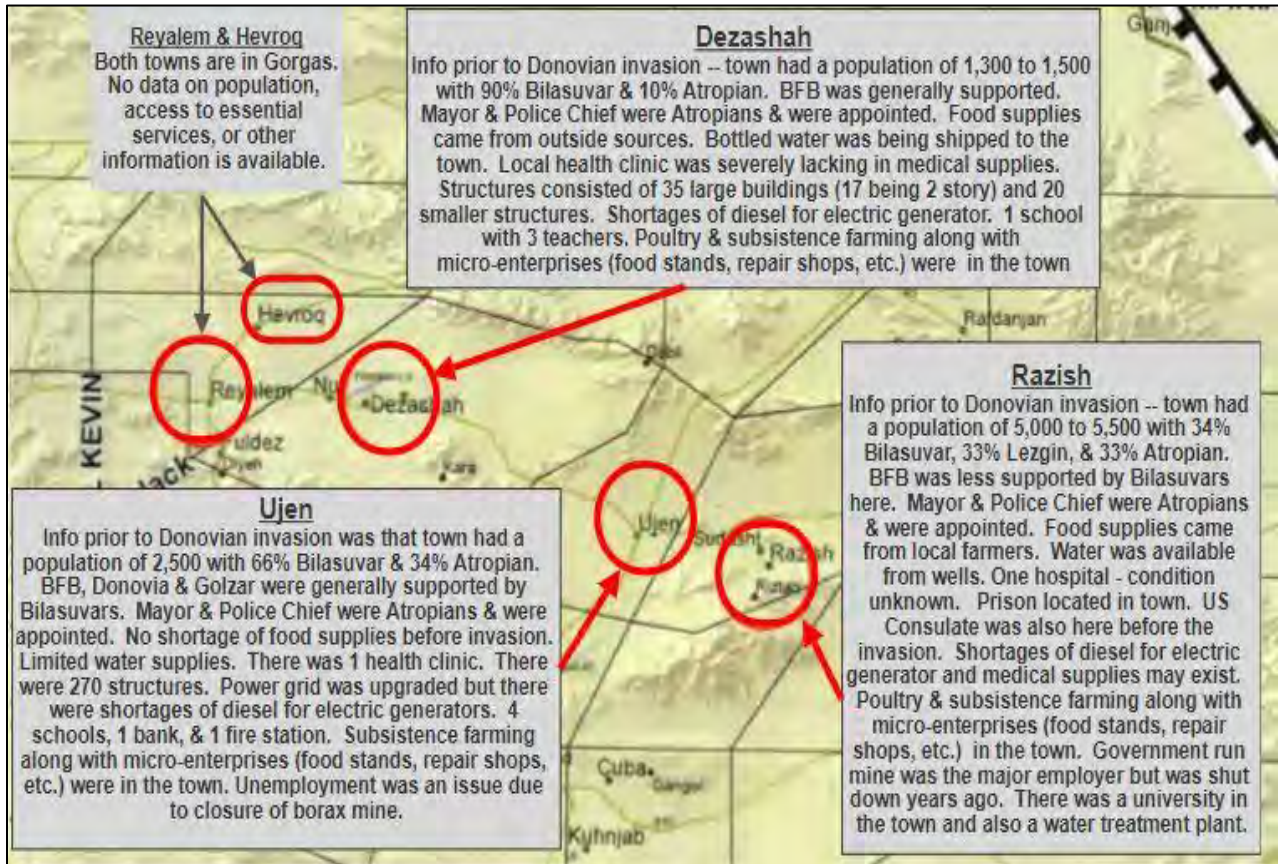 Reyalem & Hevroq
Both towns are in Gorgas.
No data on population,
access to essential
services, or other
information is available.
Dezashah
Info prior to Donovian invasion -- town had a population of 1,300 to 1,500
with 90% Bilasuvar & 10% Atropian. BFB was generally supported.
Mayor & Police Chief were Atropians & were appointed. Food supplies
came from outside sources. Bottled water was being shipped to the
town. Local health clinic was severely lacking in medical supplies.
Structures consisted of 35 large buildings (17 being 2 story) and 20
smaller structures. Shortages of diesel for electric generator. 1 school
with 3 teachers. Poultry & subsistence farming along with
micro-enterprises (food stands, repair shops, etc.) were in the town
Gunj
Hevroq
Rafdanjan
Reyalem
Dezashah
KEVIN
Kara
Ujen
Razish
Ujen
Info prior to Donovian invasion was that town had a
population of 2,500 with 66% Bilasuvar & 34% Atropian.
BFB, Donovia & Golzar were generally supported by
Bilasuvars. Mayor & Police Chief were Atropians & were
appointed. No shortage of food supplies before invasion.
Limited water supplies. There was 1 health clinic. There
were 270 structures. Power grid was upgraded but there
were shortages of diesel for electric generators. 4
schools, 1 bank, & 1 fire station. Subsistence farming
along with micro-enterprises (food stands, repair shops,
etc.) were in the town. Unemployment was an issue due
to closure of borax mine.
Razish
Info prior to Donovian invasion -- town had
a population of 5,000 to 5,500 with 34%
Bilasuvar, 33% Lezgin, & 33% Atropian.
BFB was less supported by Bilasuvars
here. Mayor & Police Chief were Atropians
& were appointed. Food supplies came
from local farmers. Water was available
from wells. One hospital - condition
unknown. Prison located in town. US
Consulate was also here before the
invasion. Shortages of diesel for electric
generator and medical supplies may exist.
Poultry & subsistence farming along with
micro-enterprises (food stands, repair
shops, etc.) in the town. Government run
mine was the major employer but was shut
down years ago. There was a university in
the town and also a water treatment plant.
Cuba
Kyhnjab